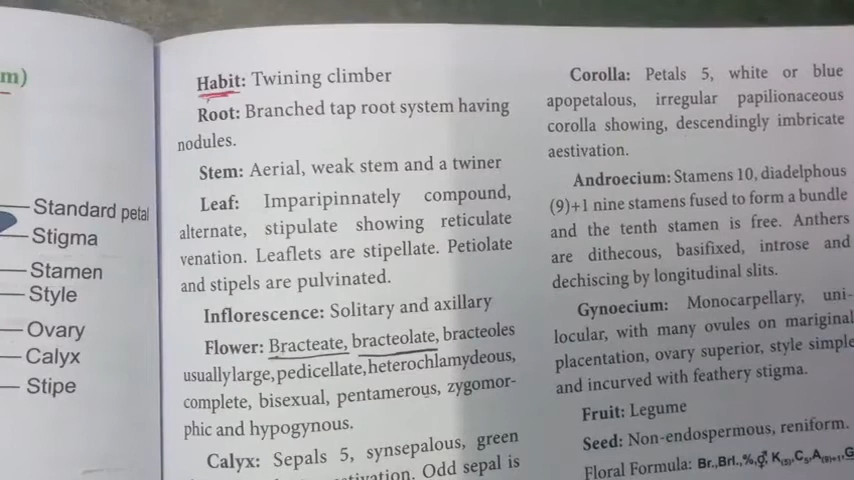 m)
Standard petal
Stigma
Stamen
Style
Ovary
Calyx
Stipe
Habit: Twining climber
Root: Branched tap root system having
nodules.
Stem: Aerial, weak stem and a twiner
Leaf: Imparipinnately compound,
alternate, stipulate showing reticulate
venation. Leaflets are stipellate. Petiolate
and stipels are pulvinated.
Inflorescence: Solitary and axillary
Flower: Bracteate, bracteolate, bracteoles
usually large, pedicellate, heterochlamydeous,
complete, bisexual, pentamerous, zygomor-
phic and hypogynous.
Calyx: Sepals 5, synsepalous, green
Odd sepal is
Corolla: Petals 5, white or blue
apopetalous, irregular papilionaceous
corolla showing, descendingly imbricate
aestivation.
Androecium: Stamens 10, diadelphous
(9)+1 nine stamens fused to form a bundle
and the tenth stamen is free. Anthers
are dithecous, basifixed, introse and
dechiscing by longitudinal slits.
Gynoecium: Monocarpellary, uni-
locular, with many ovules on mariginal
placentation, ovary superior, style simple
and incurved with feathery stigma.
Fruit: Legume
Seed: Non-endospermous, reniform.
Floral Formula: Br.,Brl.,%,⚥,K(5),C5,A(9)+1,G